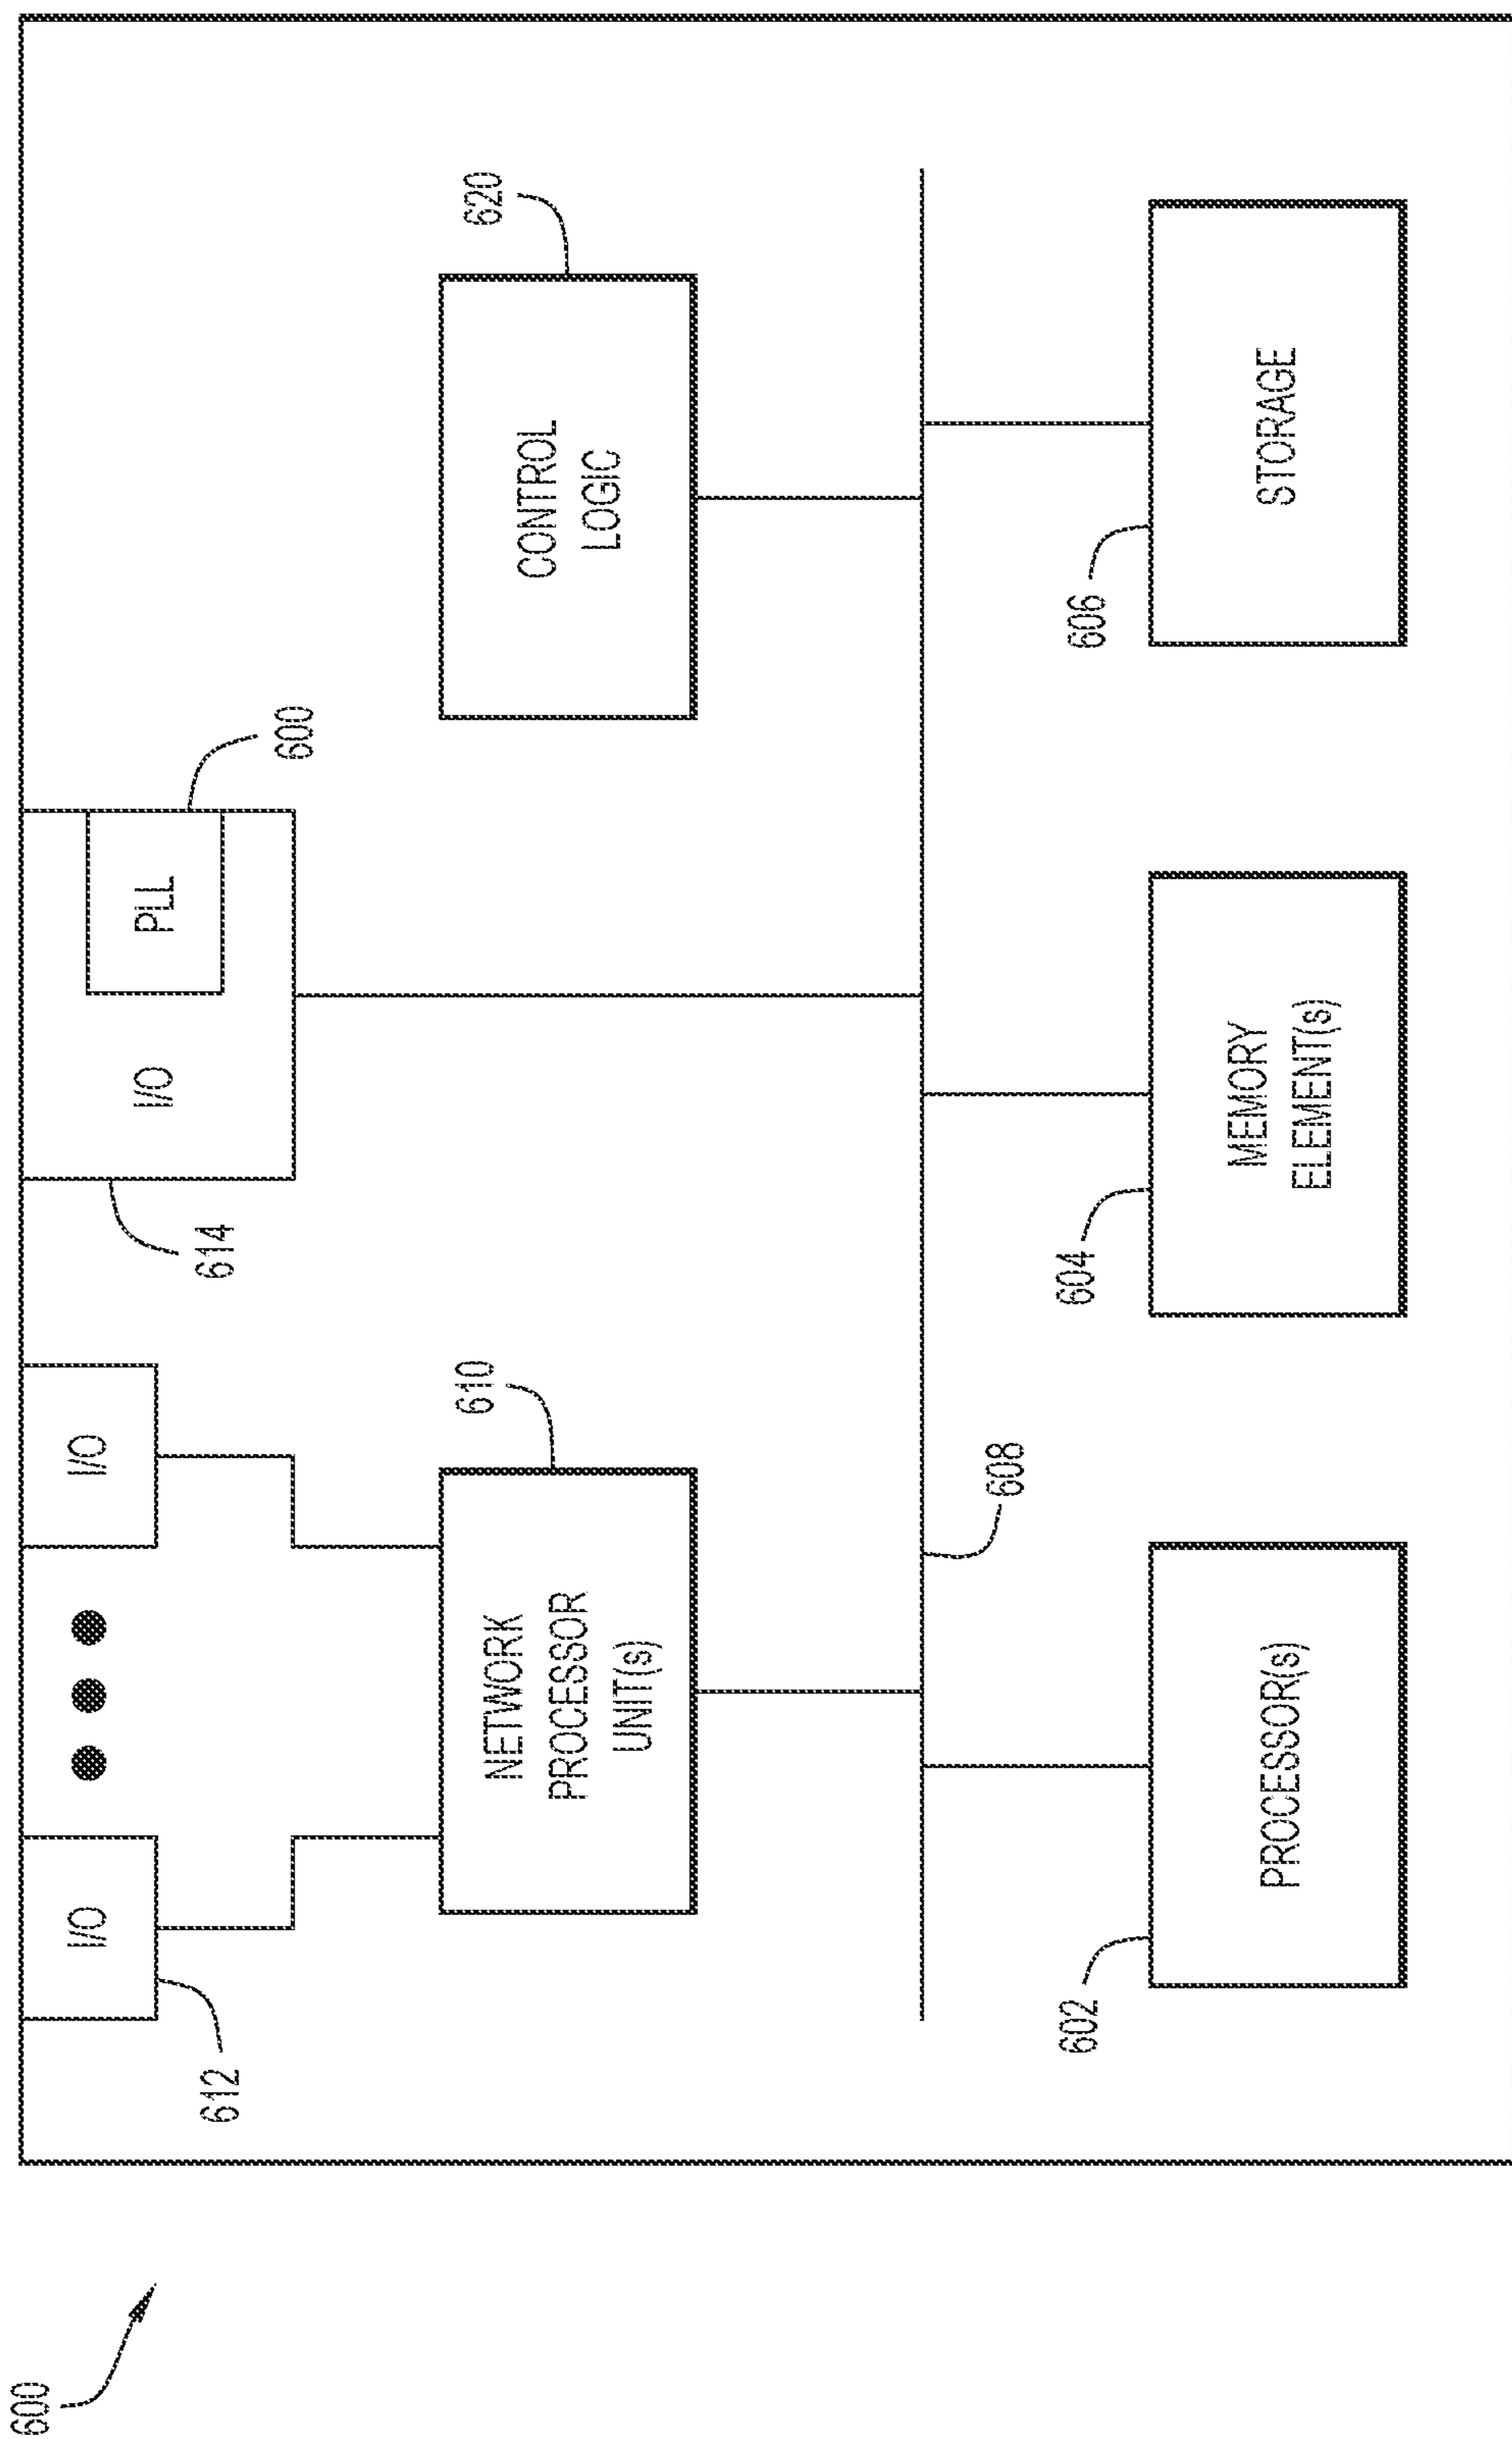 600
I/O
I/O
I/O
PLL
612
614
600
610
620
NETWORK
PROCESSOR
UNIT(s)
CONTROL
LOGIC
608
602
604
606
PROCESSOR(s)
MEMORY
ELEMENT(s)
STORAGE